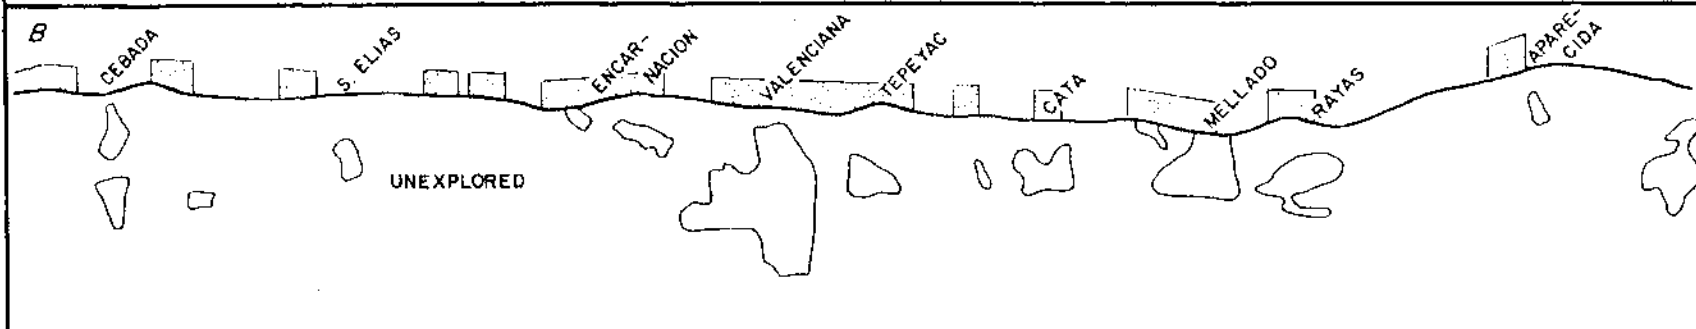 B
CEBADA
S. ELIAS
ENCAR-
NACION
VALENCIANA
TEPEYAC
CATA
MELLADO
RAYAS
APARE-
CIDA
UNEXPLORED